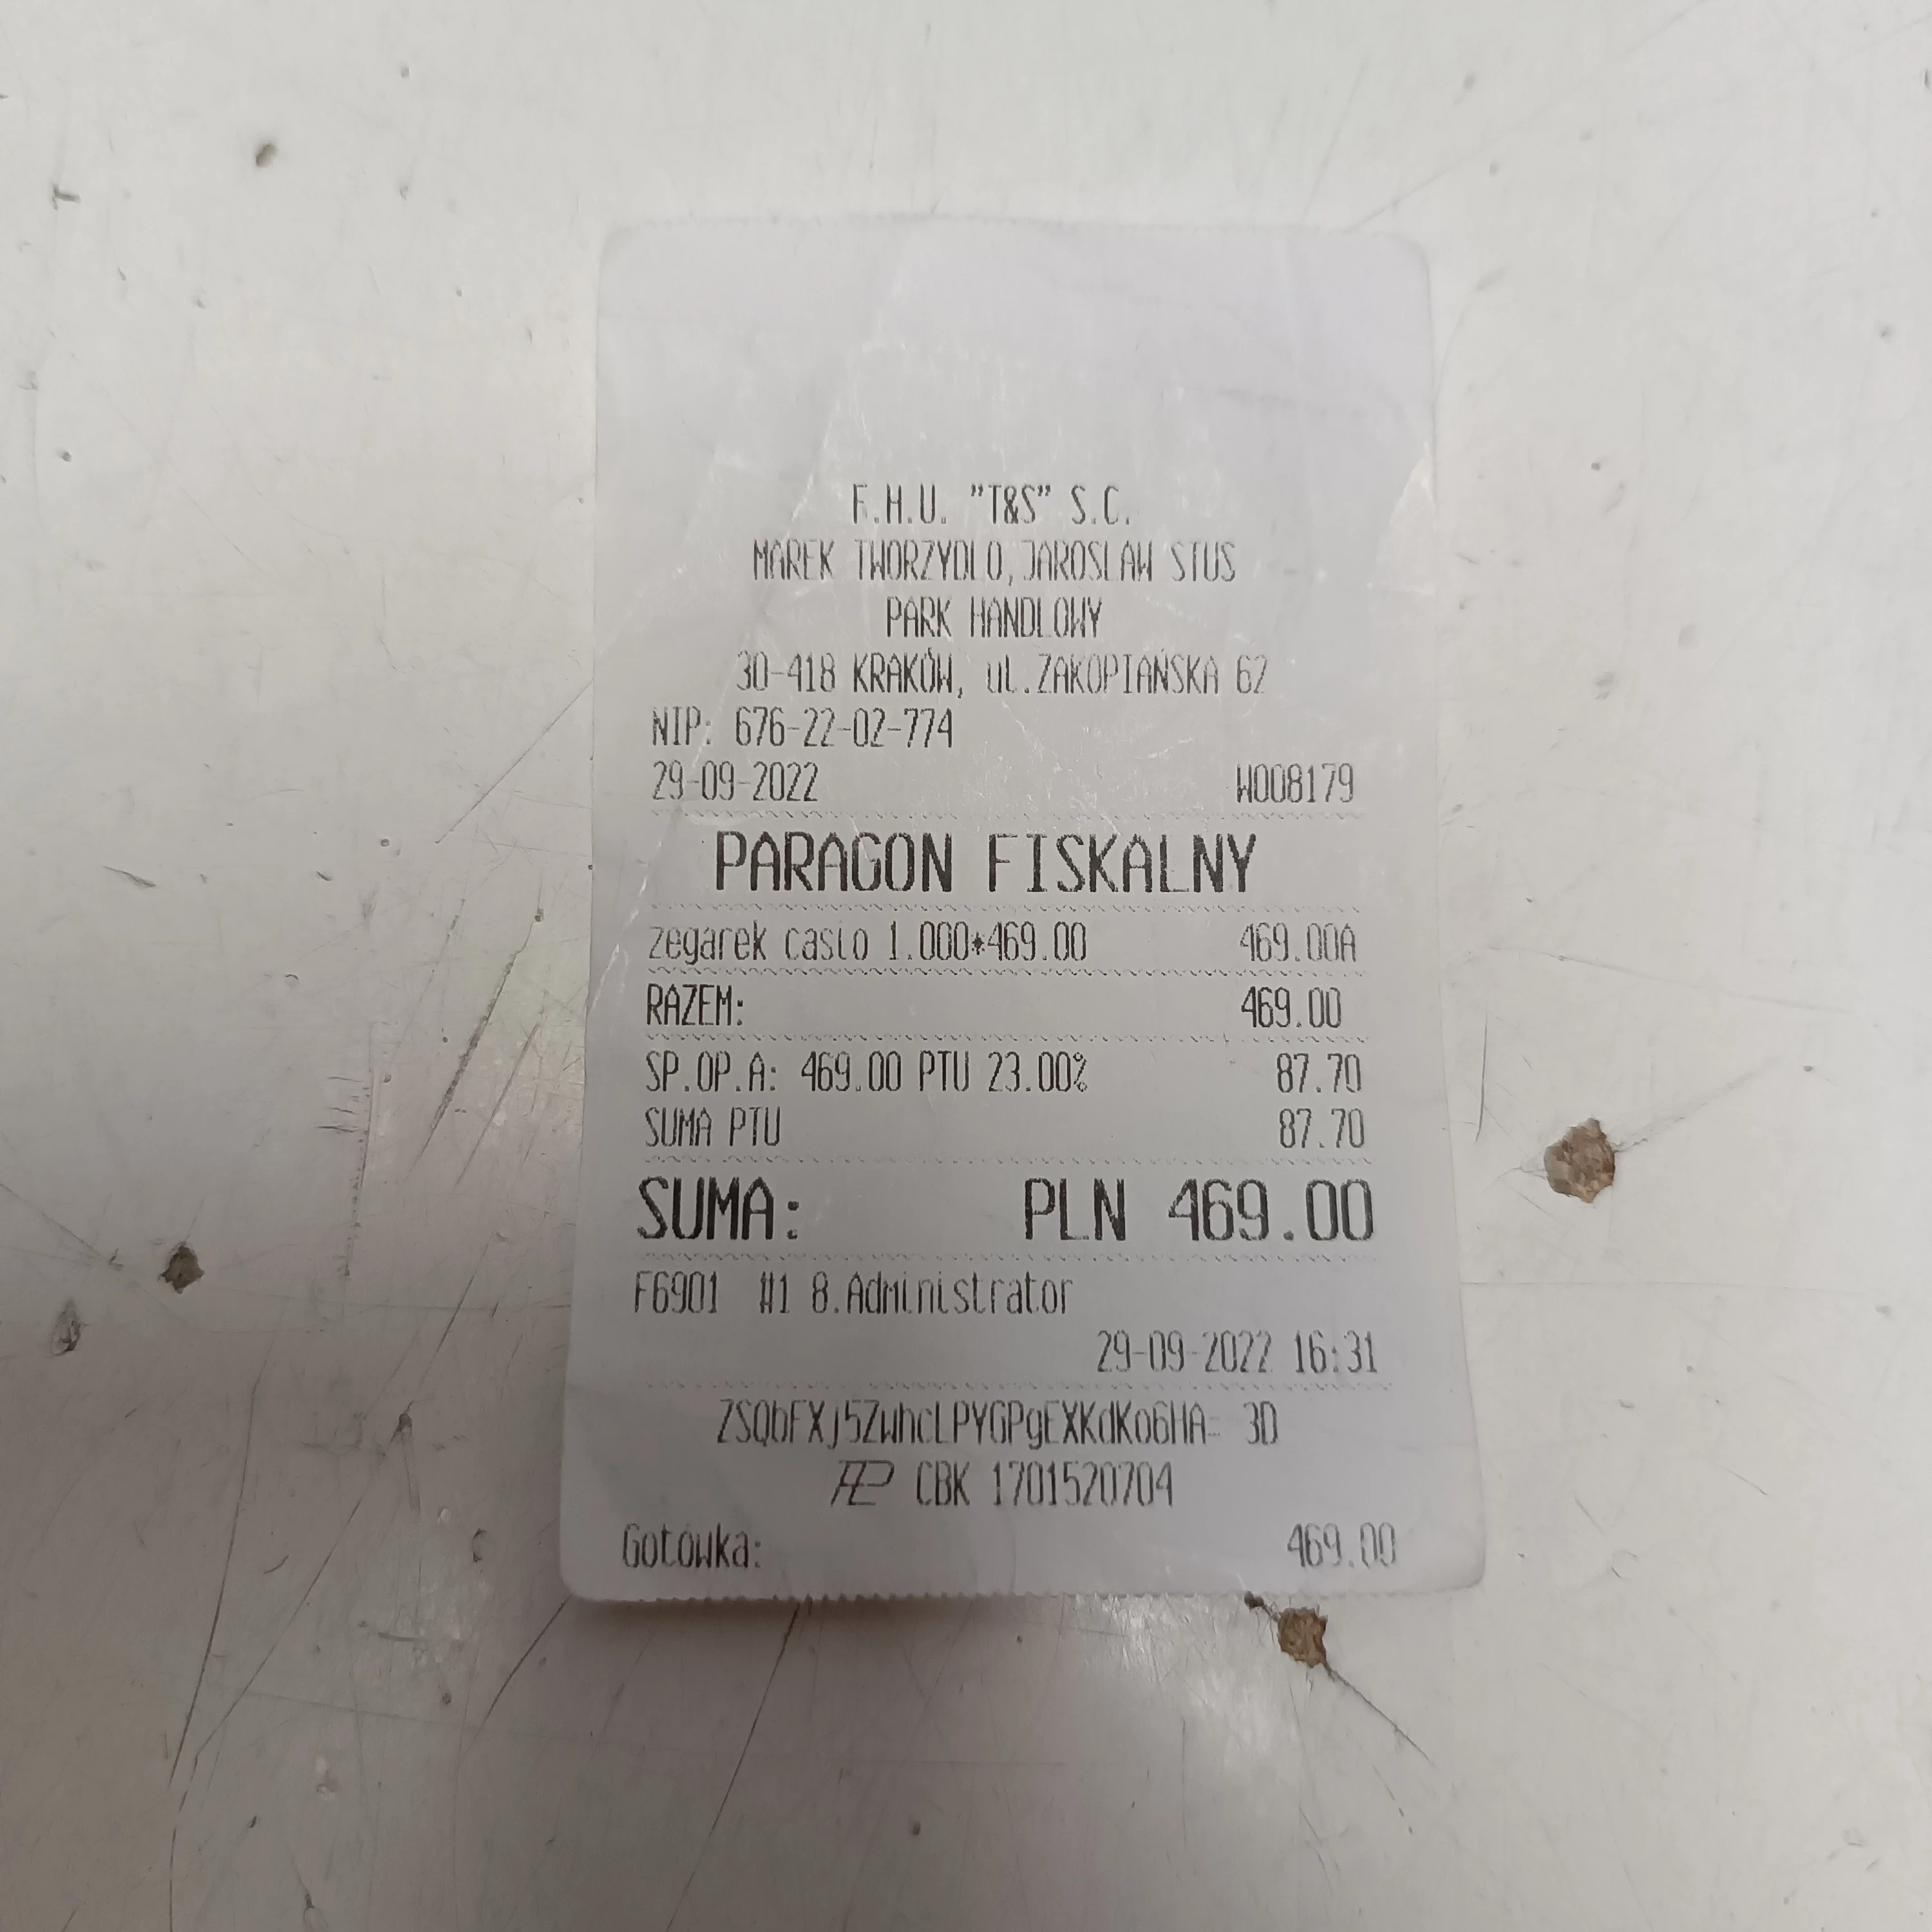 F.H.U. "T&S" S.C.
MAREK TWORZYDLO,JAROSLAW STUS
PARK HANDLOWY
30-418 KRAKÓW, ul.ZAKOPIAŃSKA 62
NIP: 676-22-02-774
29-09-2022 W008179
PARAGON FISKALNY
zegarek casio 1.000*469.00 469.00A
RAZEM: 469.00
SP.OP.A: 469.00 PTU 23.00% 87.70
SUMA PTU 87.70
SUMA: PLN 469.00
F6901 #1 8.Administrator
29-09-2022 16:31
3D
CBK 1701520704
Gotówka: 469.00